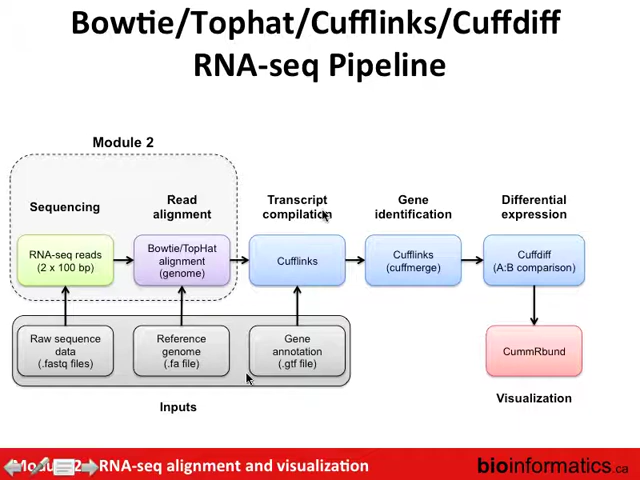 Bowtie/Tophat/Cufflinks/Cuffdiff
RNA-seq Pipeline
Module 2
Sequencing
Read
alignment
Transcript
compilation
Gene
identification
Differential
expression
RNA-seq reads
(2 x 100 bp)
Bowtie/TopHat
alignment
(genome)
Cufflinks
Cufflinks
(cuffmerge)
Cuffdiff
(A:B comparison)
Raw sequence
data
(.fastq files)
Reference
genome
(.fa file)
Gene
annotation
(.gtf file)
CummRbund
Inputs
Visualization
Module 2 RNA-seq alignment and visualization
bioinformatics.ca